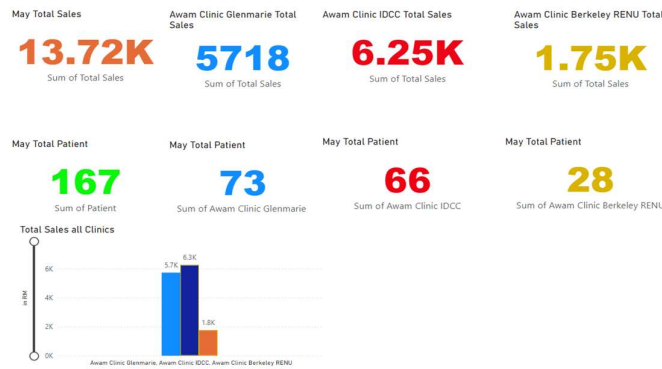 May Total Sales
13.72K
Sum of Total Sales
Awam Clinic Glenmarie Total
Sales
5718
Sum of Total Sales
Awam Clinic IDCC Total Sales
6.25K
Sum of Total Sales
Awam Clinic Berkeley RENU Total
Sales
1.75K
Sum of Total Sales
May Total Patient
167
Sum of Patient
May Total Patient
73
Sum of Awam Clinic Glenmarie
May Total Patient
66
Sum of Awam Clinic IDCC
May Total Patient
28
Sum of Awam Clinic Berkeley RENU
Total Sales all Clinics
in RM
6K
4K
2K
0K
5.7K
6.3K
1.8K
Awam Clinic Glenmarie, Awam Clinic IDCC, Awam Clinic Berkeley RENU